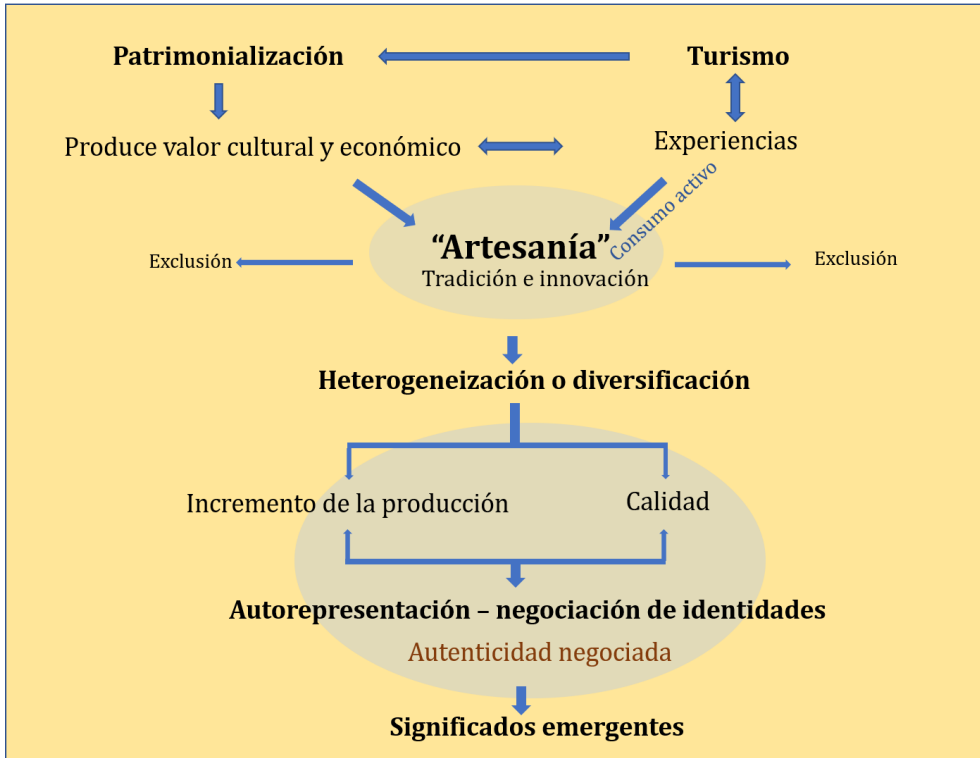 Patrimonialización
Turismo
Produce valor cultural y económico
Experiencias
Consumo activo
“Artesanía”
Tradición e innovación
Exclusión
Exclusión
Heterogeneización o diversificación
Incremento de la producción
Calidad
Autorepresentación – negociación de identidades
Autenticidad negociada
Significados emergentes